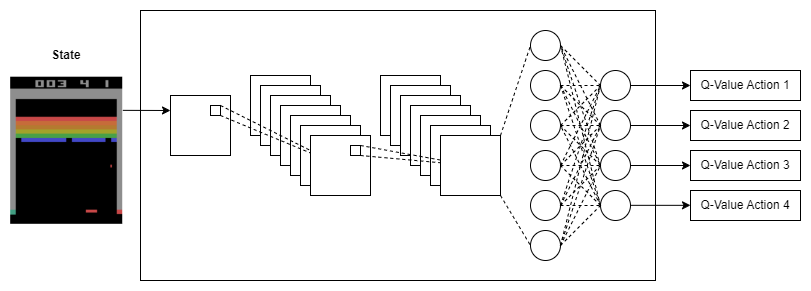 State
003 4 1
Q-Value Action 1
Q-Value Action 2
Q-Value Action 3
Q-Value Action 4